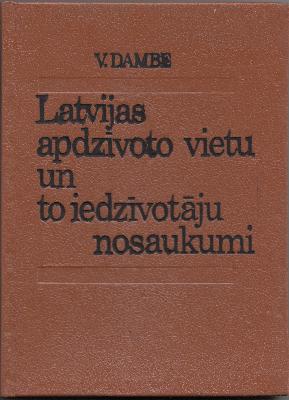 V. DAMBE
Latvijas
apdzīvoto vietu
un
to iedzīvotāju
nosaukumi